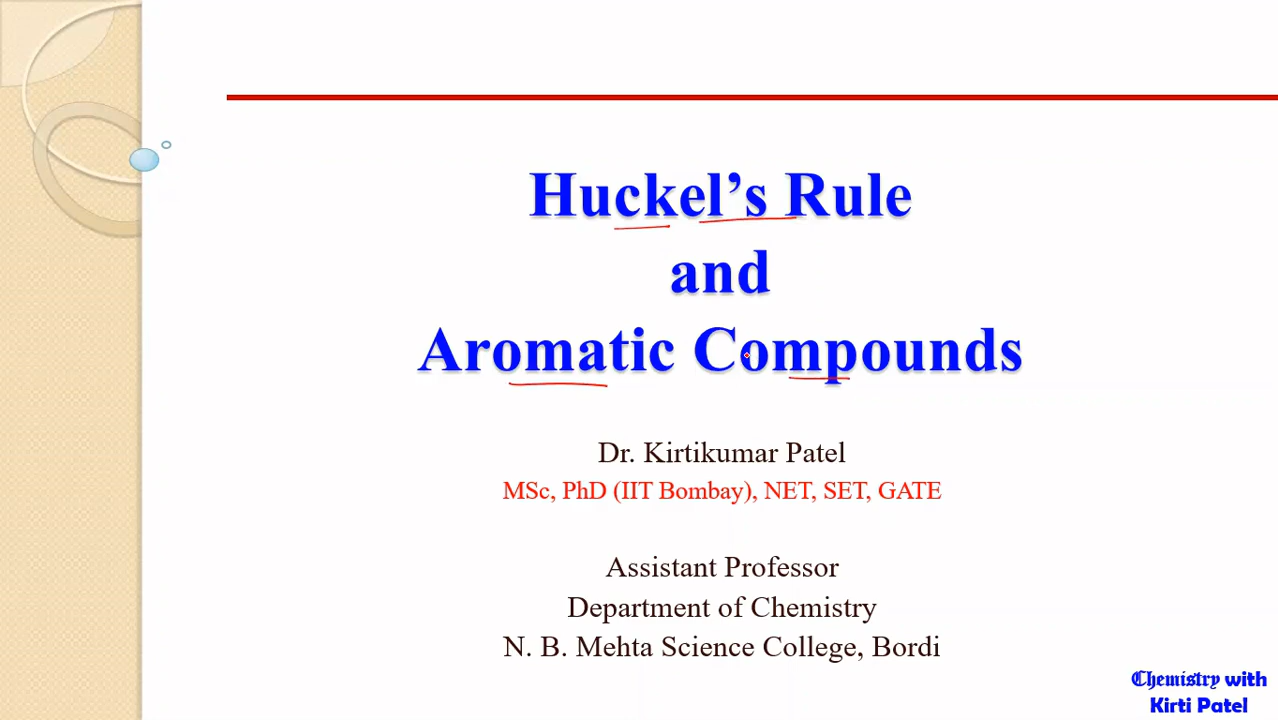 Huckel’s Rule
and
Aromatic Compounds
Dr. Kirtikumar Patel
MSc, PhD (IIT Bombay), NET, SET, GATE
Assistant Professor
Department of Chemistry
N. B. Mehta Science College, Bordi
Chemistry with
Kirti Patel